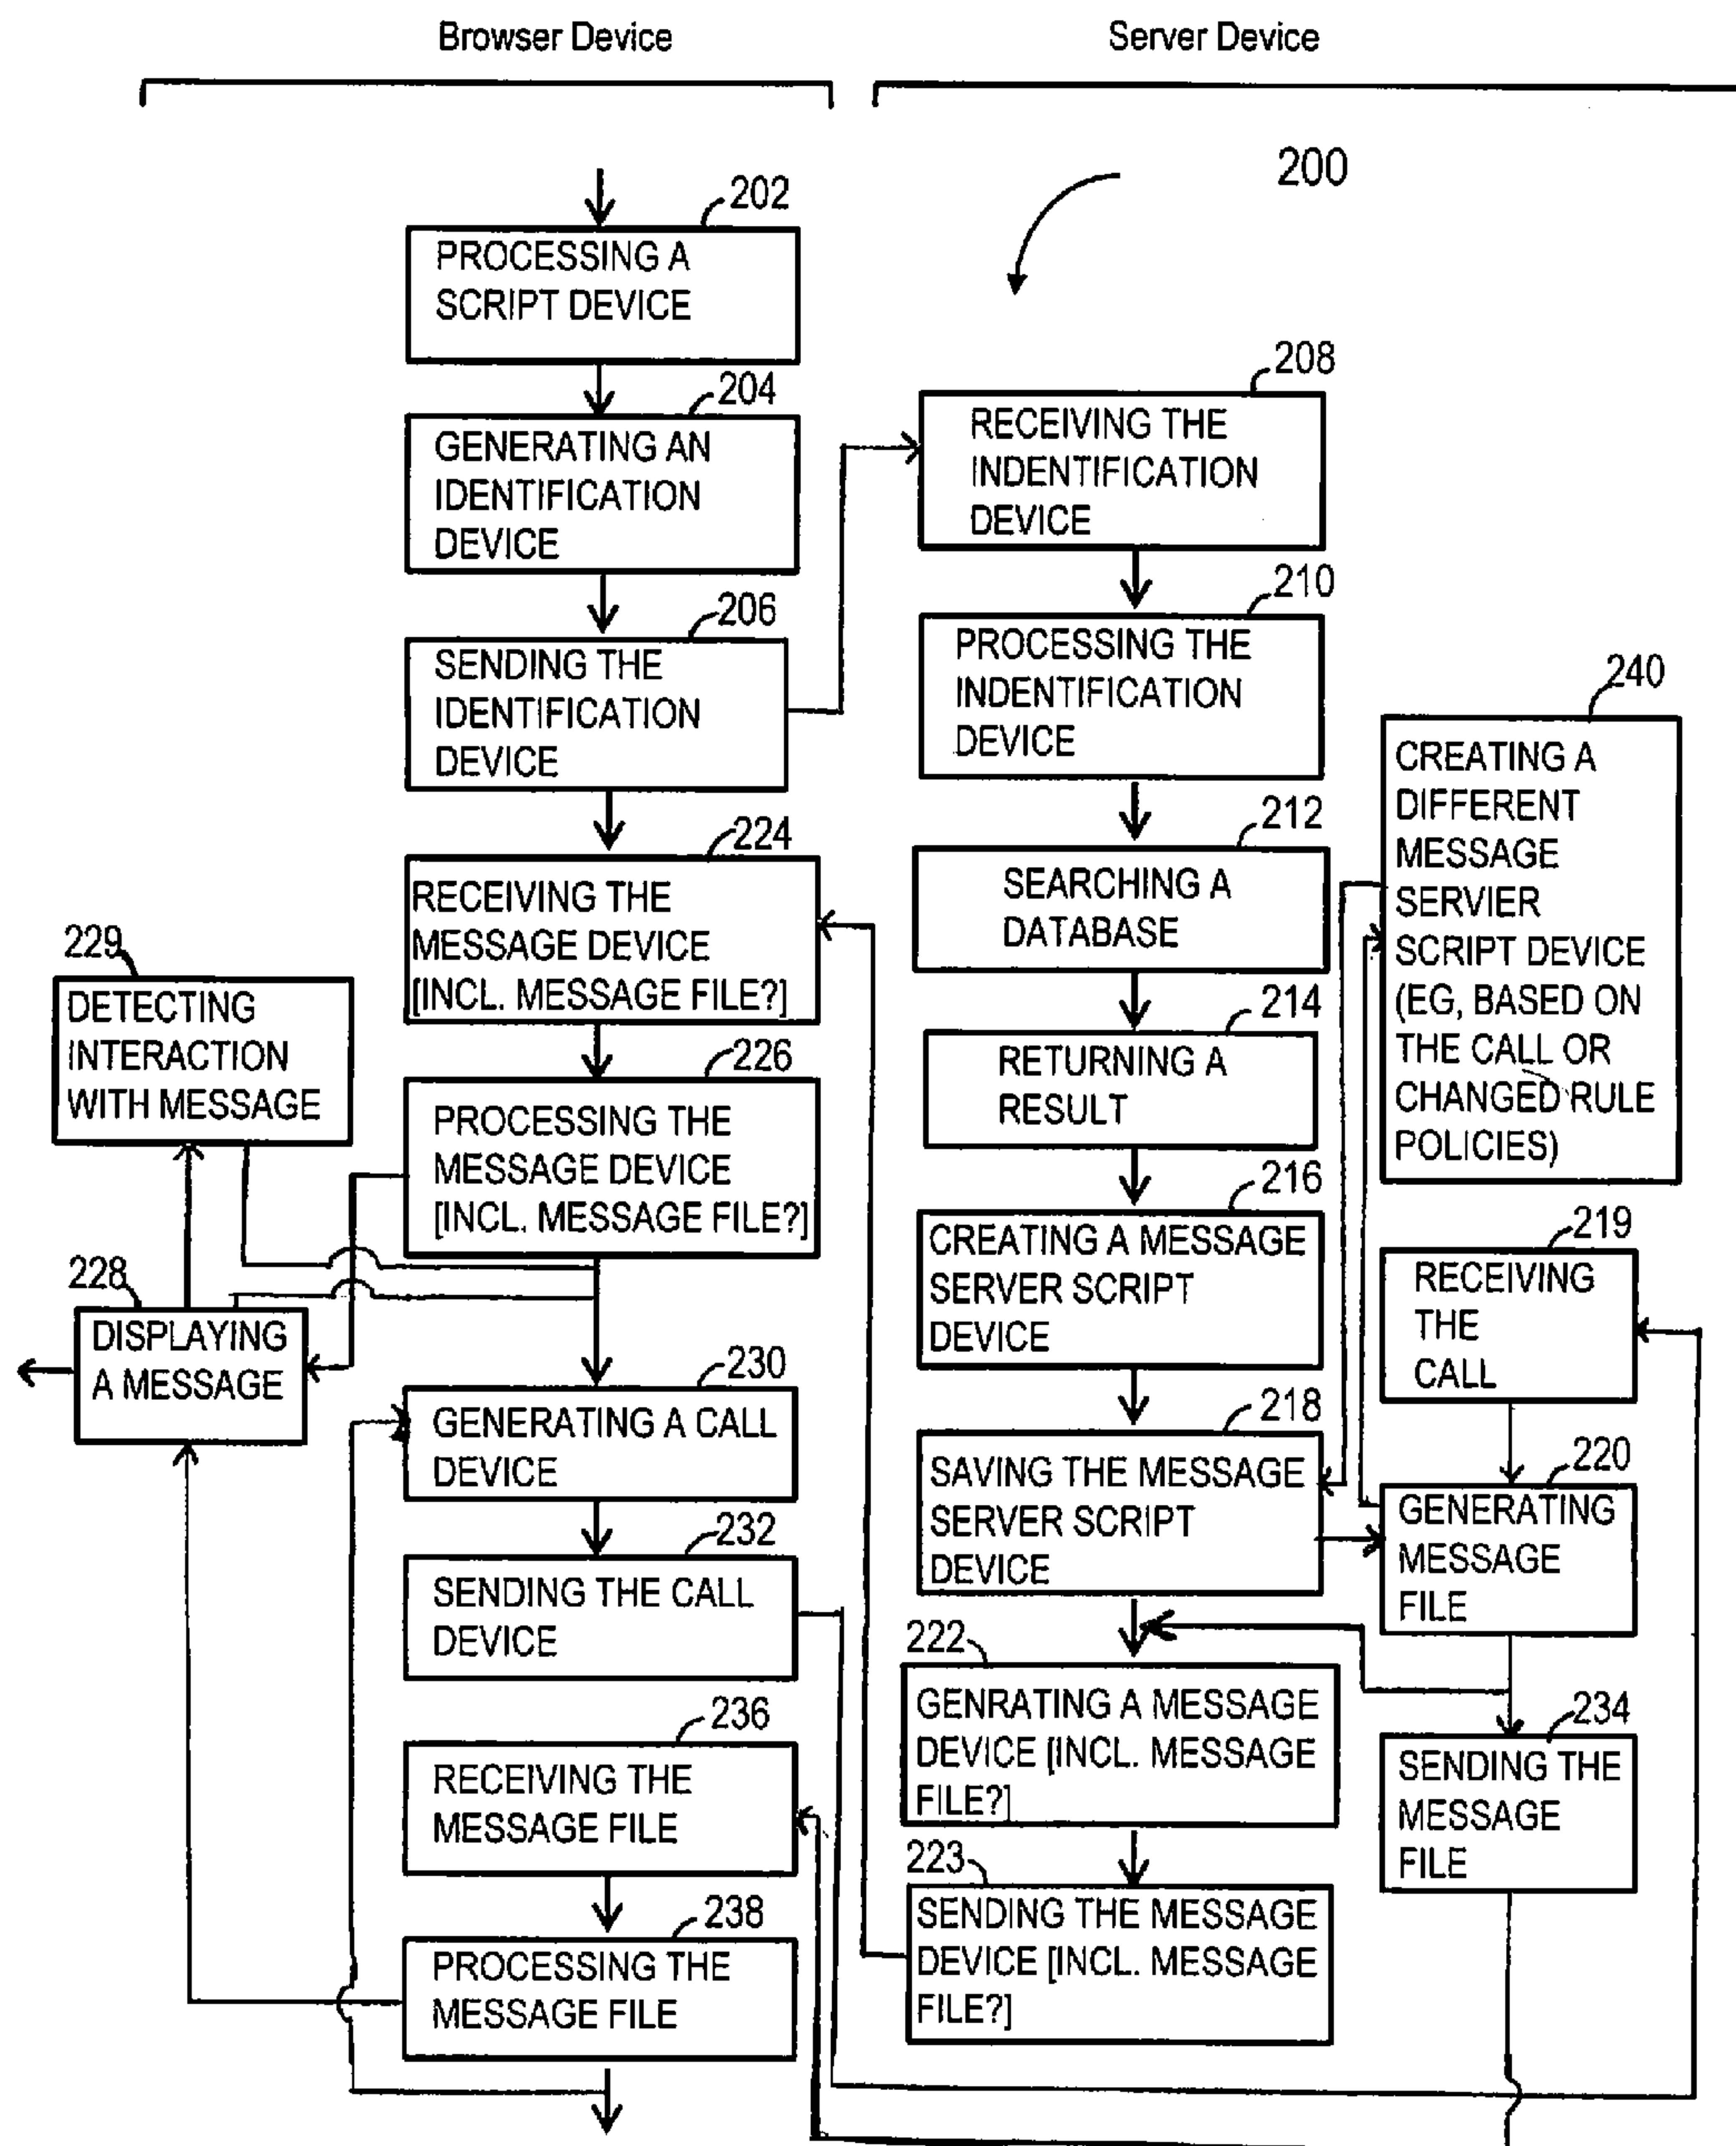 Browser Device
Server Device
200
202
PROCESSING A
SCRIPT DEVICE
204
GENERATING AN
IDENTIFICATION
DEVICE
206
SENDING THE
IDENTIFICATION
DEVICE
208
RECEIVING THE
INDENTIFICATION
DEVICE
210
PROCESSING THE
INDENTIFICATION
DEVICE
212
SEARCHING A
DATABASE
214
RETURNING A
RESULT
216
CREATING A MESSAGE
SERVER SCRIPT
DEVICE
218
SAVING THE MESSAGE
SERVER SCRIPT
DEVICE
240
CREATING A
DIFFERENT
MESSAGE
SERVIER
SCRIPT DEVICE
(EG, BASED ON
THE CALL OR
CHANGED RULE
POLICIES)
219
RECEIVING
THE
CALL
220
GENERATING
MESSAGE
FILE
222
GENRATING A MESSAGE
DEVICE [INCL. MESSAGE
FILE?]
223
SENDING THE MESSAGE
DEVICE [INCL. MESSAGE
FILE?]
234
SENDING THE
MESSAGE
FILE
224
RECEIVING THE
MESSAGE DEVICE
[INCL. MESSAGE FILE?]
226
PROCESSING THE
MESSAGE DEVICE
[INCL. MESSAGE FILE?]
229
DETECTING
INTERACTION
WITH MESSAGE
228
DISPLAYING
A MESSAGE
230
GENERATING A CALL
DEVICE
232
SENDING THE CALL
DEVICE
236
RECEIVING THE
MESSAGE FILE
238
PROCESSING THE
MESSAGE FILE